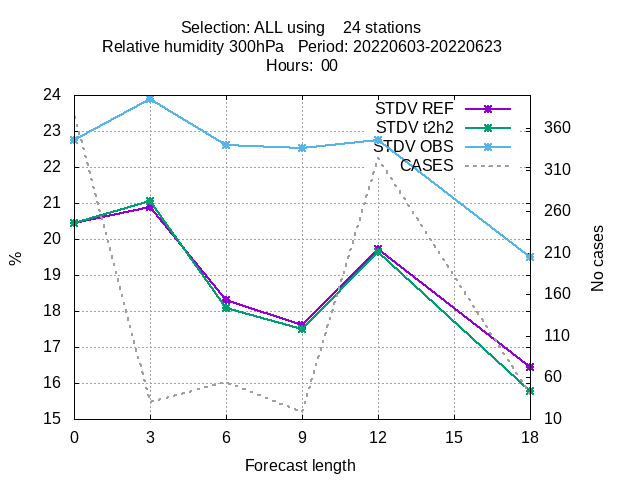 Selection: ALL using    24 stations
Relative humidity 300hPa   Period: 20220603-20220623
Hours:  00
STDV REF
STDV t2h2
STDV OBS
CASES
24
23
22
21
20
19
18
17
16
15
%
360
310
260
210
160
110
60
10
No cases
0 3 6 9 12 15 18
Forecast length